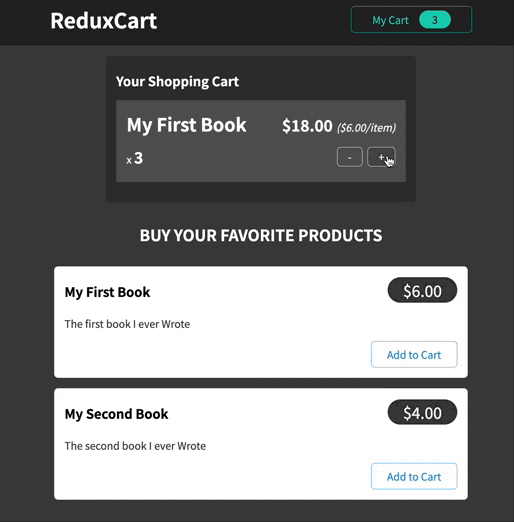 ReduxCart
My Cart 3
Your Shopping Cart
My First Book $18.00 ($6.00/item)
x 3 - +
BUY YOUR FAVORITE PRODUCTS
My First Book $6.00
The first book I ever Wrote
Add to Cart
My Second Book $4.00
The second book I ever Wrote
Add to Cart